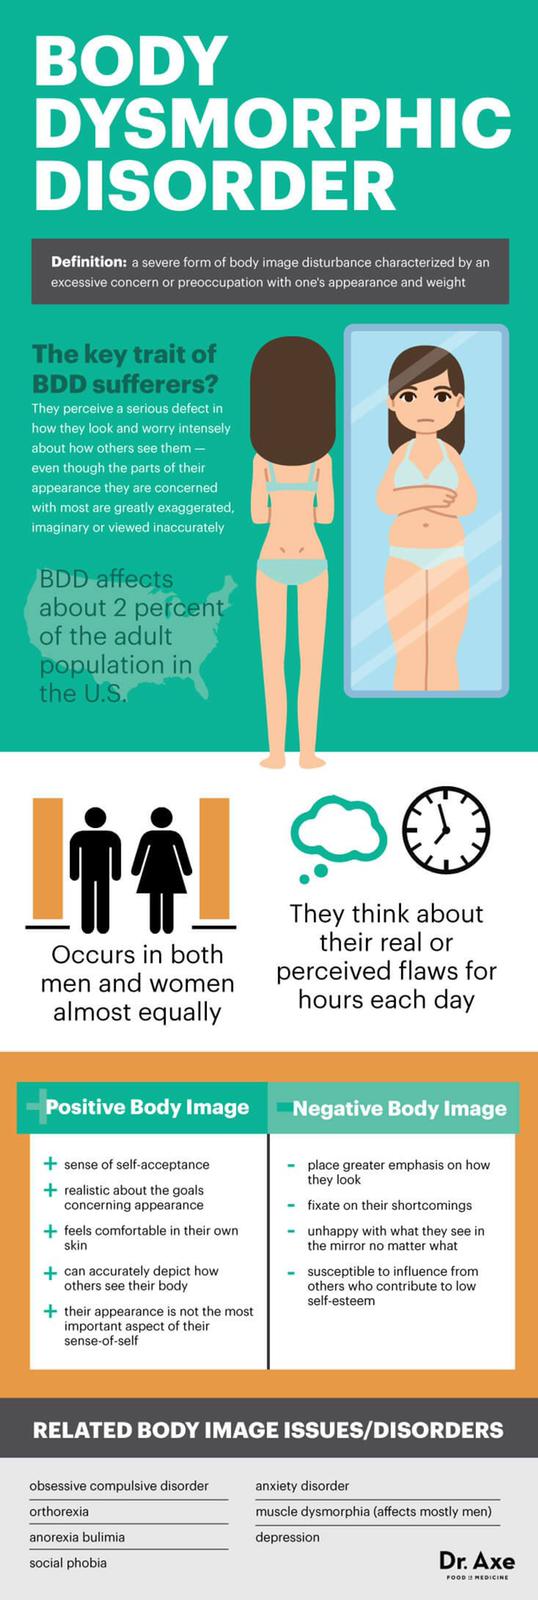 BODY
DYSMORPHIC
DISORDER
Definition: a severe form of body image disturbance characterized by an
excessive concern or preoccupation with one's appearance and weight
The key trait of
BDD sufferers?
They perceive a serious defect in
how they look and worry intensely
about how others see them —
even though the parts of their
appearance they are concerned
with most are greatly exaggerated,
imaginary or viewed inaccurately
BDD affects
about 2 percent
of the adult
population in
the U.S.
Occurs in both
men and women
almost equally
They think about
their real or
perceived flaws for
hours each day
+Positive Body Image
+ sense of self-acceptance
+ realistic about the goals
concerning appearance
+ feels comfortable in their own
skin
+ can accurately depict how
others see their body
+ their appearance is not the most
important aspect of their
sense-of-self
-Negative Body Image
- place greater emphasis on how
they look
- fixate on their shortcomings
- unhappy with what they see in
the mirror no matter what
- susceptible to influence from
others who contribute to low
self-esteem
RELATED BODY IMAGE ISSUES/DISORDERS
obsessive compulsive disorder
orthorexia
anorexia bulimia
social phobia
anxiety disorder
muscle dysmorphia (affects mostly men)
depression
Dr. Axe
FOOD IS MEDICINE